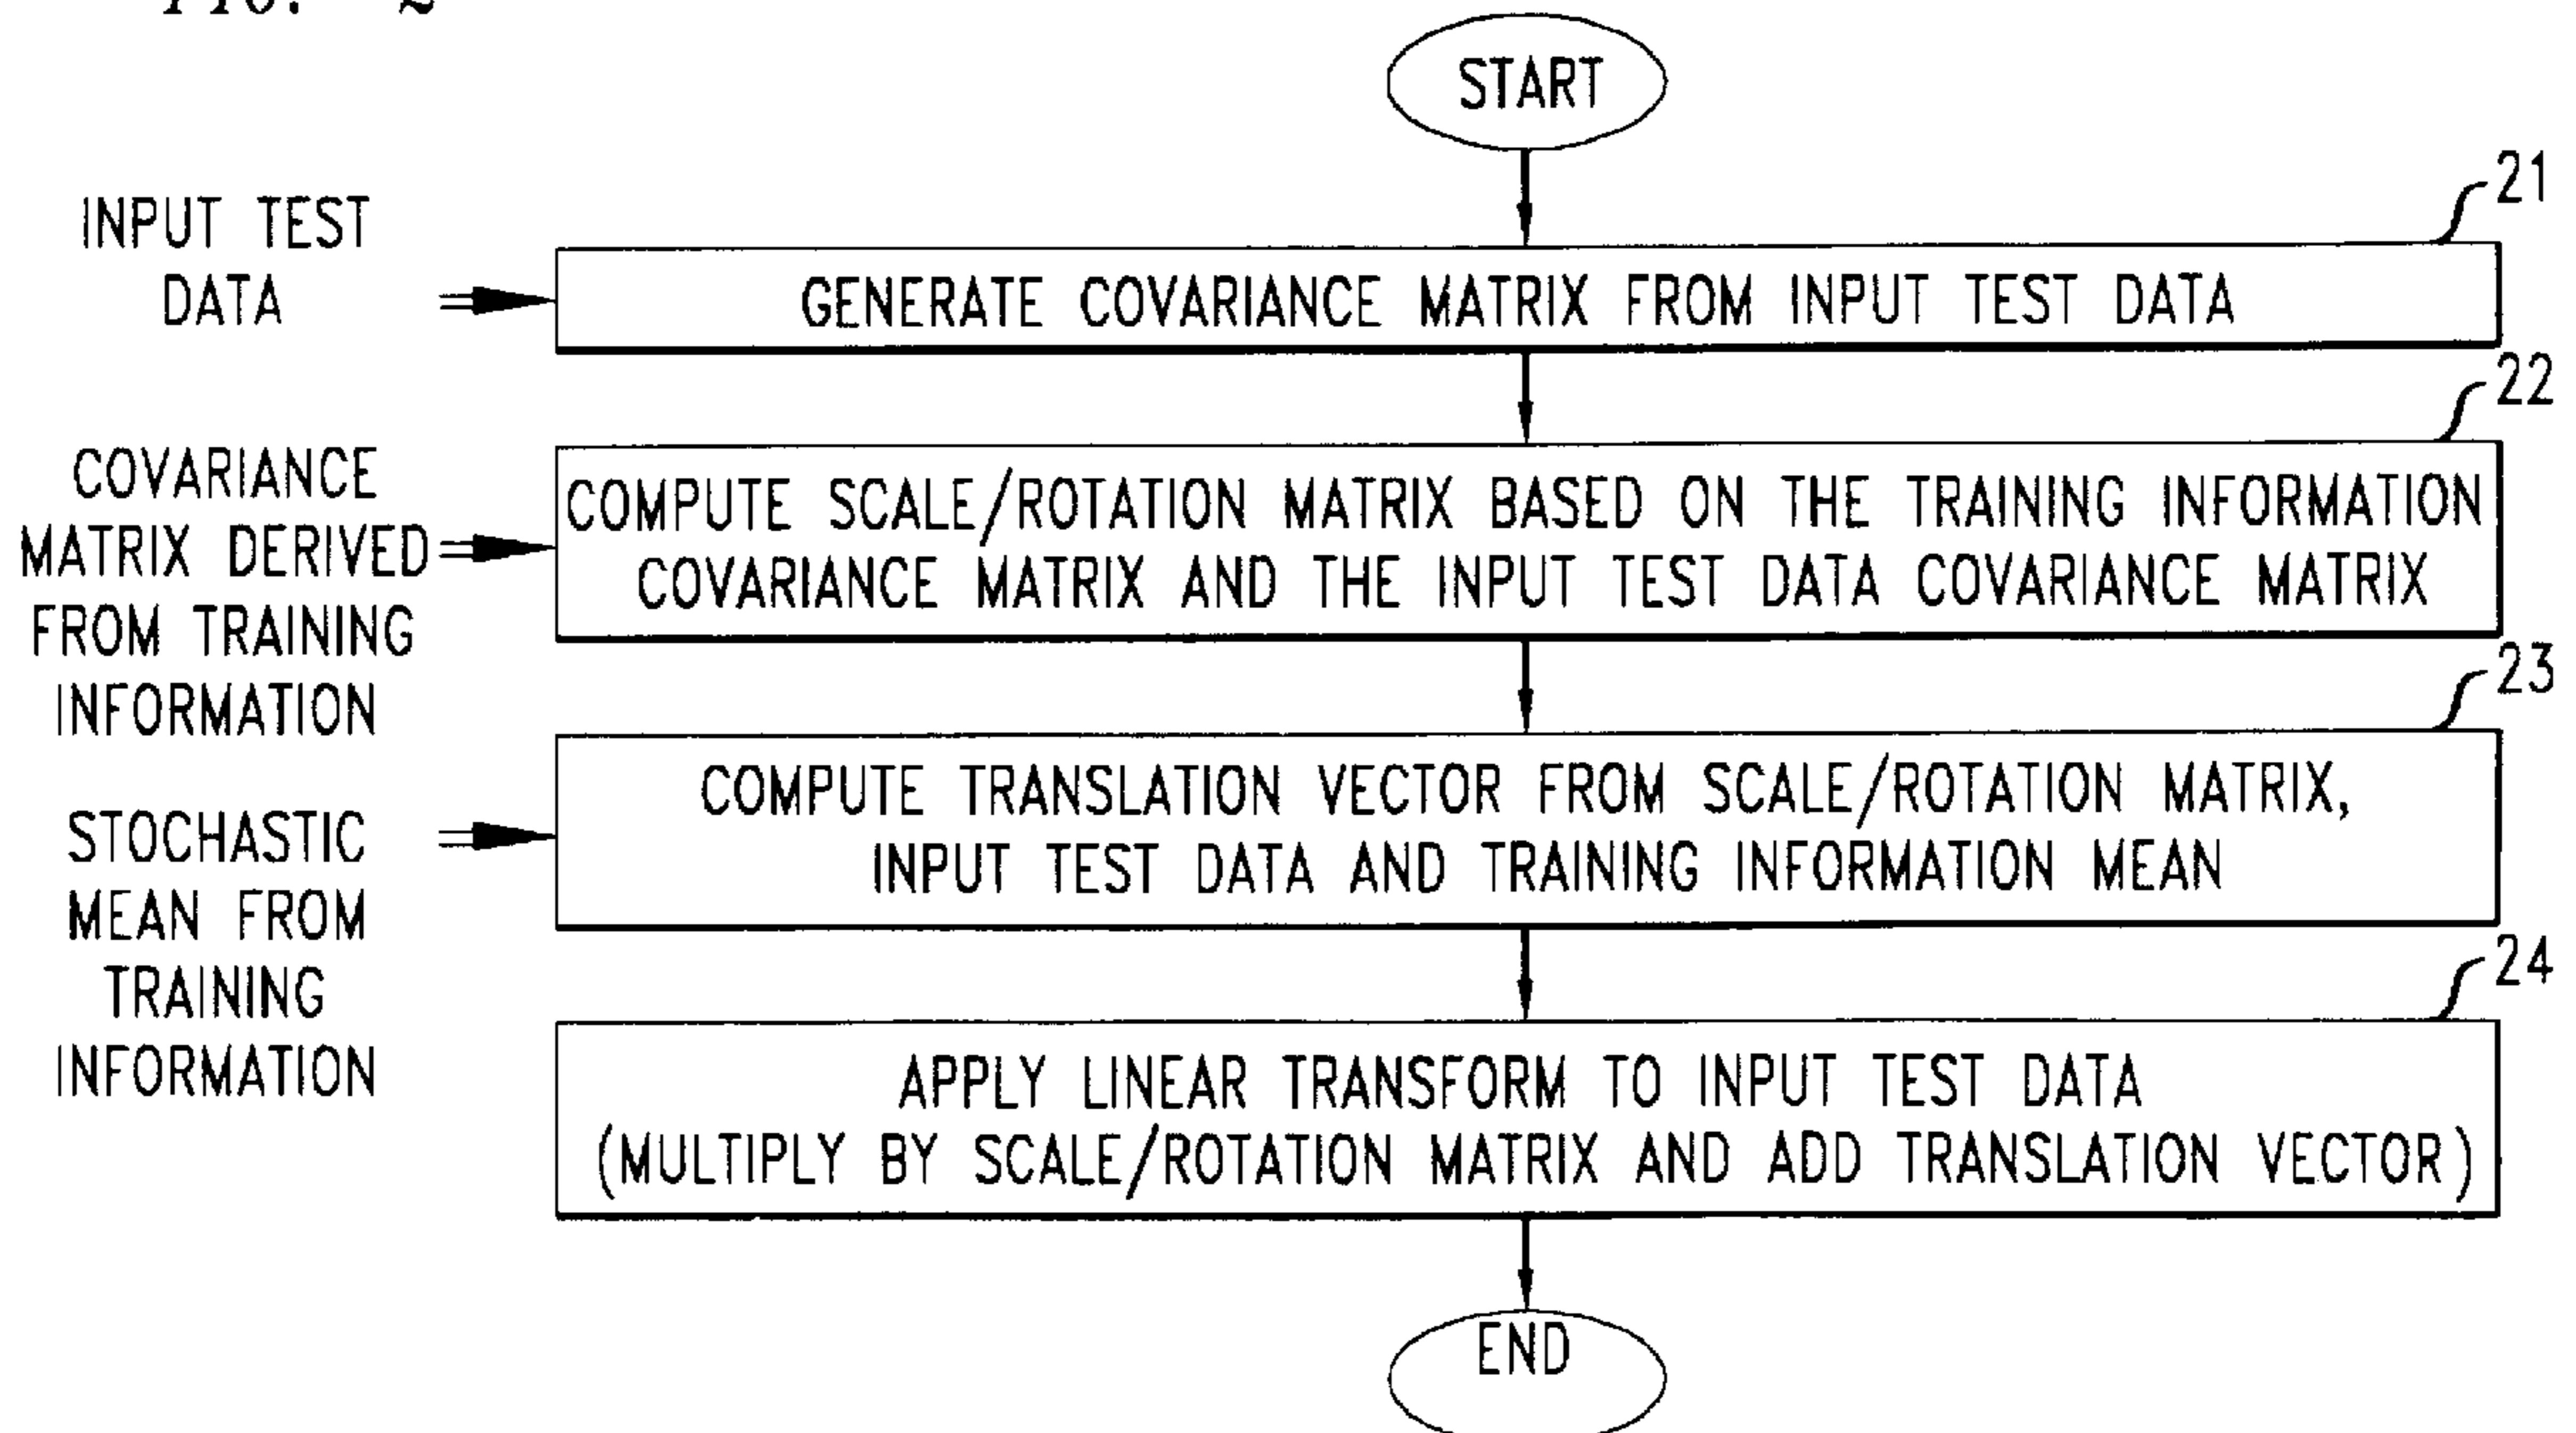 FIG. 2
START
21
INPUT TEST
DATA
GENERATE COVARIANCE MATRIX FROM INPUT TEST DATA
22
COVARIANCE
MATRIX DERIVED
FROM TRAINING
INFORMATION
COMPUTE SCALE/ROTATION MATRIX BASED ON THE TRAINING INFORMATION
COVARIANCE MATRIX AND THE INPUT TEST DATA COVARIANCE MATRIX
23
STOCHASTIC
MEAN FROM
TRAINING
INFORMATION
COMPUTE TRANSLATION VECTOR FROM SCALE/ROTATION MATRIX,
INPUT TEST DATA AND TRAINING INFORMATION MEAN
24
APPLY LINEAR TRANSFORM TO INPUT TEST DATA
(MULTIPLY BY SCALE/ROTATION MATRIX AND ADD TRANSLATION VECTOR)
END